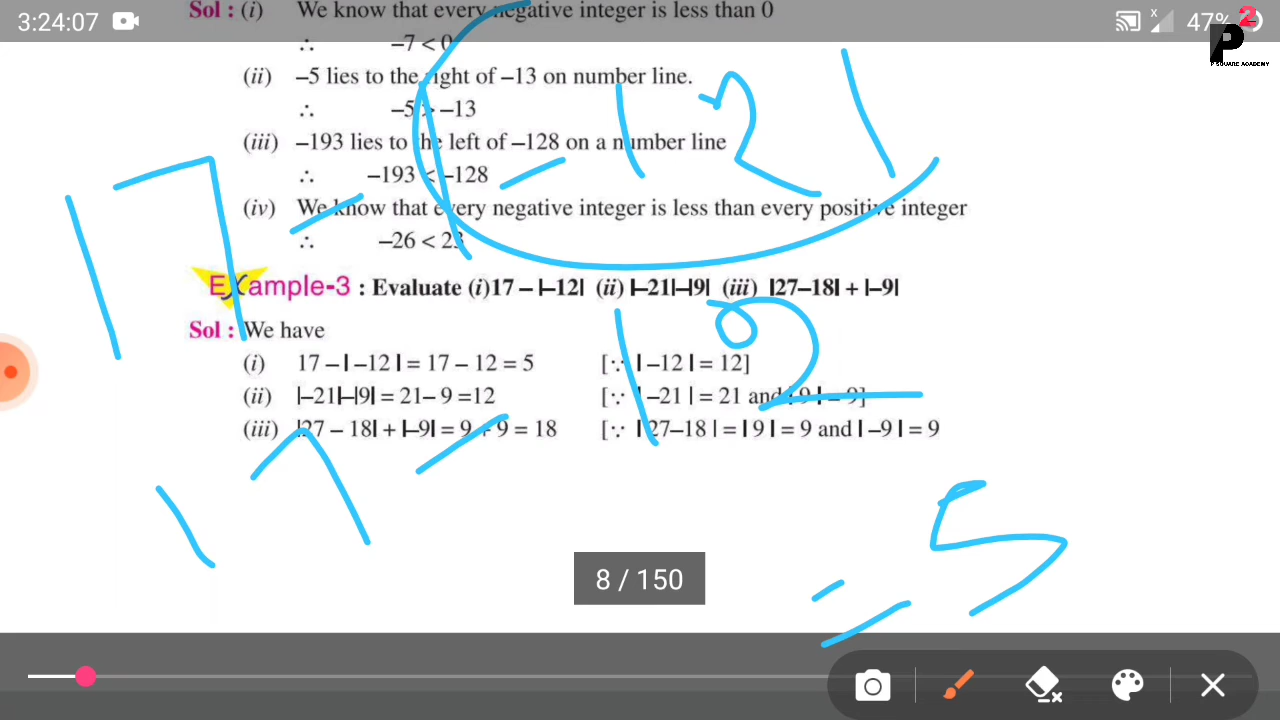 3:24:07 47% 2
P SQUARE ACADEMY
Sol : (i) We know that every negative integer is less than 0
∴ –7 < 0
(ii) –5 lies to the right of –13 on number line.
∴ –5 > –13
(iii) –193 lies to the left of –128 on a number line
∴ –193 < –128
(iv) We know that every negative integer is less than every positive integer
∴ –26 < 23
17 – |–12|
Example-3 : Evaluate (i)17 – |–12| (ii) |–21|–|9| (iii) |27–18| + |–9|
Sol : We have
(i) 17 – | –12 | = 17 – 12 = 5 [∵ | –12 | = 12]
(ii) |–21|–|9| = 21– 9 =12 [∵ | –21 | = 21 and | 9 | = 9]
(iii) |27 – 18| + |–9| = 9 + 9 = 18 [∵ | 27–18 | = | 9 | = 9 and | –9 | = 9
17 – 12
= 5
8 / 150